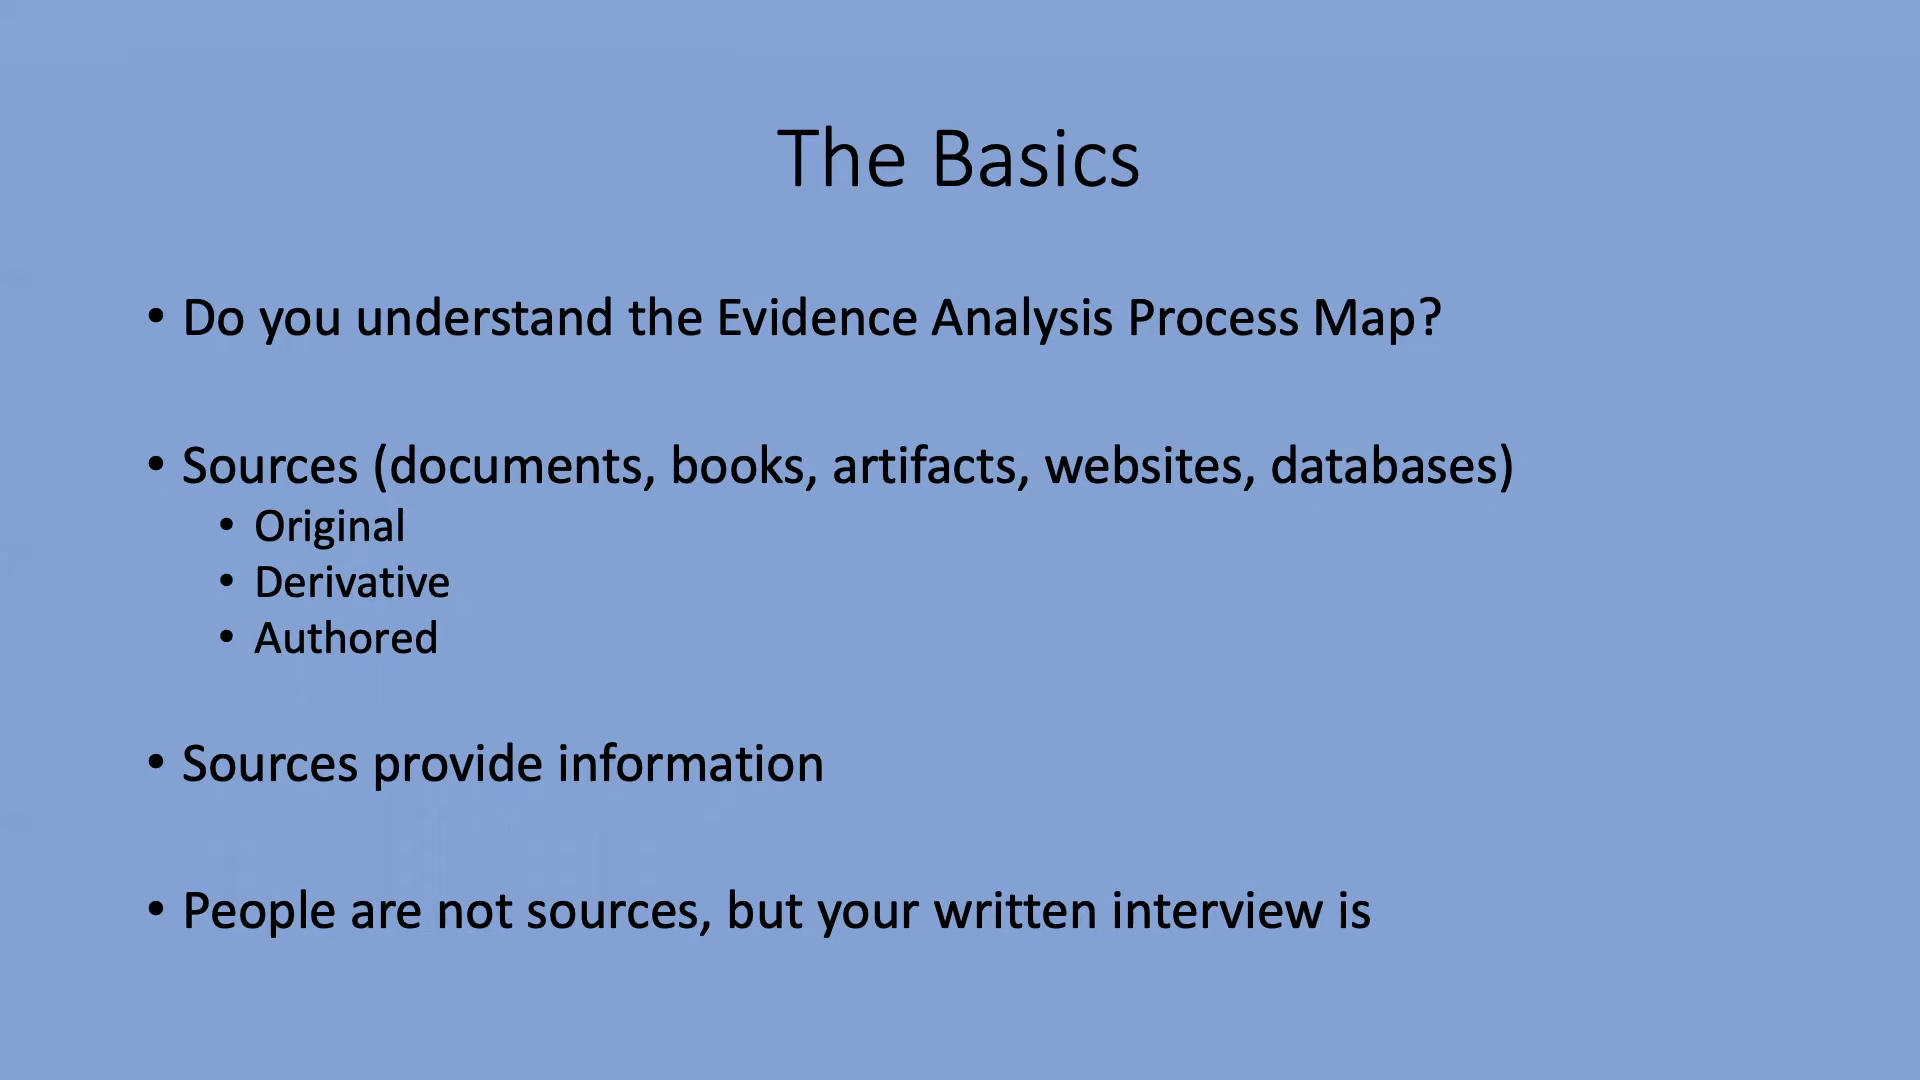 The Basics
• Do you understand the Evidence Analysis Process Map?
• Sources (documents, books, artifacts, websites, databases)
• Original
• Derivative
• Authored
• Sources provide information
• People are not sources, but your written interview is